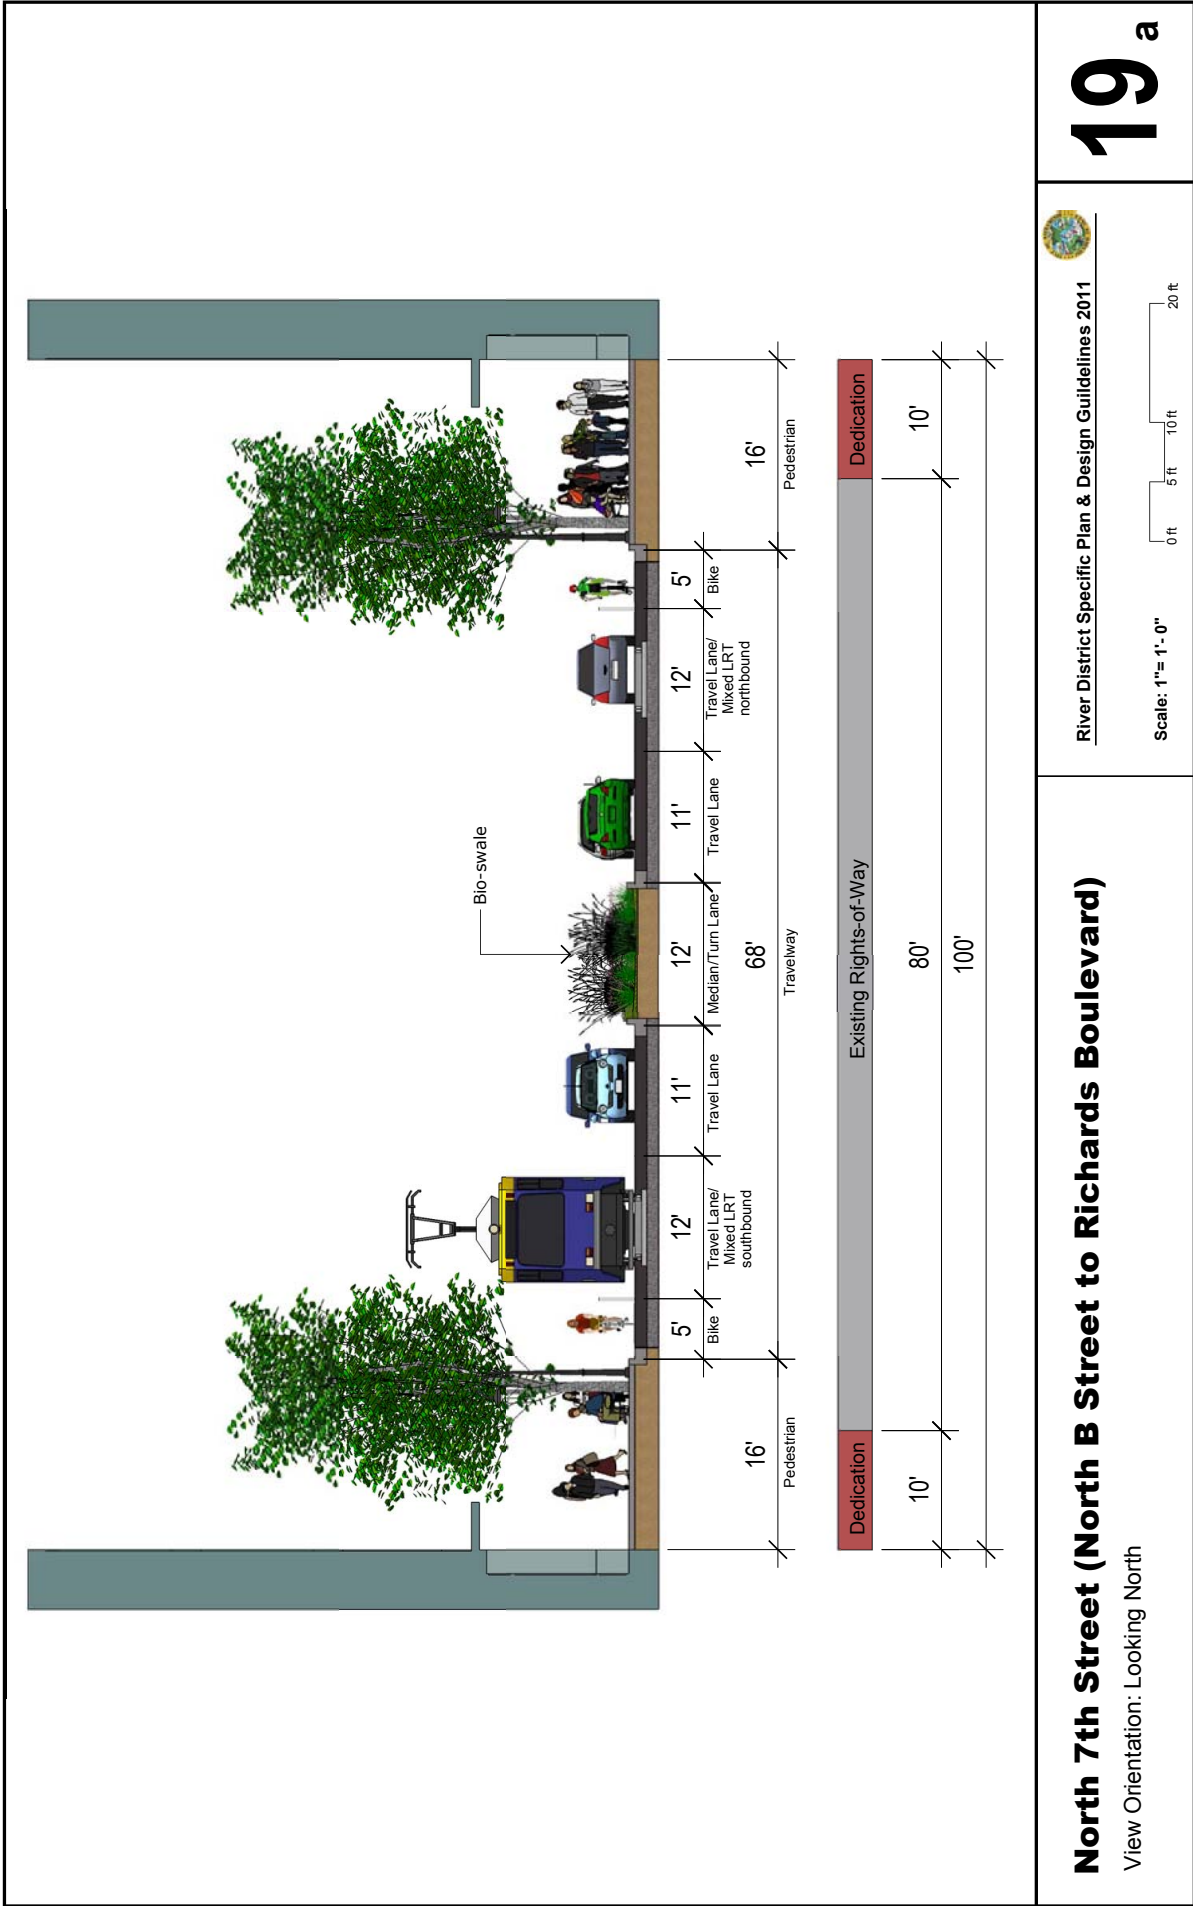 Bio-swale
16'
5'
12'
11'
12'
11'
12'
5'
16'
Pedestrian
Bike
Travel Lane/
Mixed LRT
southbound
Travel Lane
Median/Turn Lane
Travel Lane
Travel Lane/
Mixed LRT
northbound
Bike
Pedestrian
68'
Travelway
Dedication
Existing Rights-of-Way
Dedication
10'
80'
10'
100'
North 7th Street (North B Street to Richards Boulevard)
View Orientation: Looking North
River District Specific Plan & Design Guidelines 2011
Scale: 1"= 1'- 0"
0 ft
5 ft
10 ft
20 ft
19 a